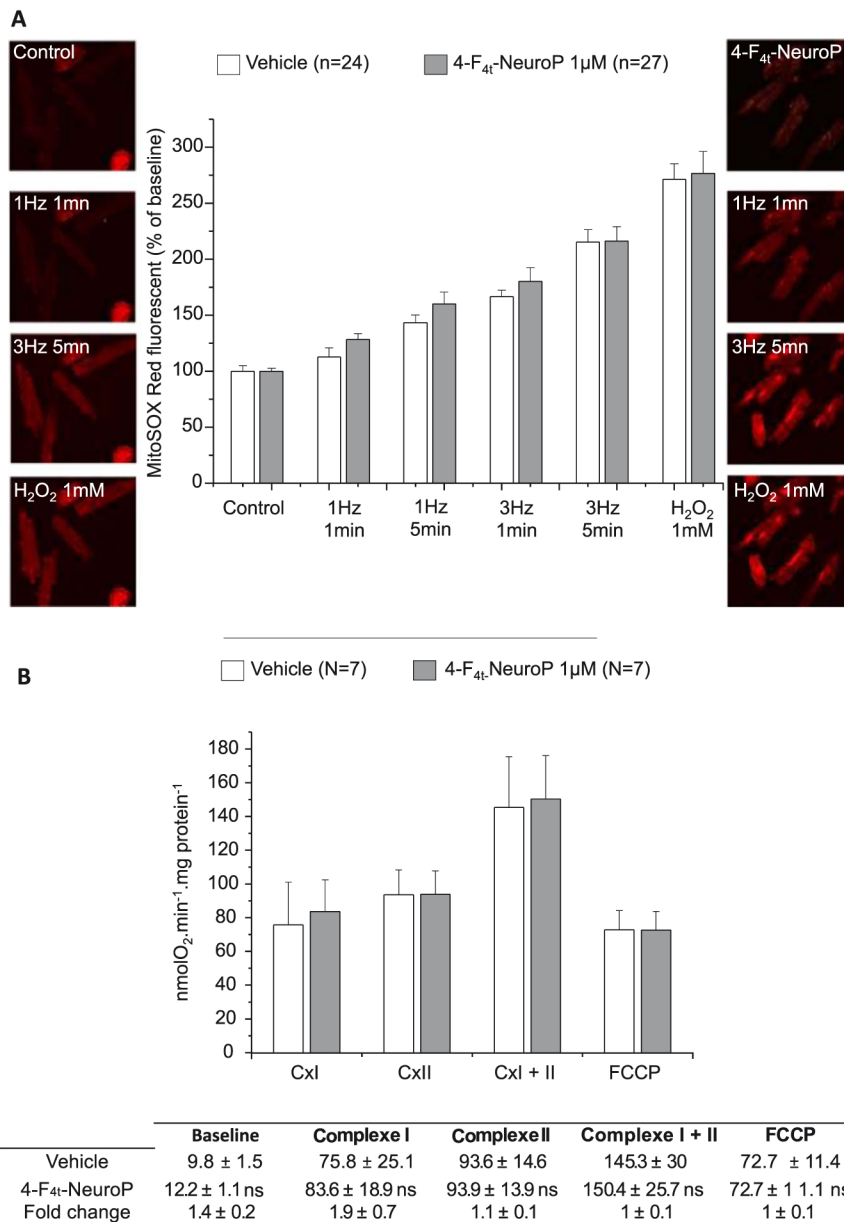 A
Control
1Hz 1mn
3Hz 5mn
H₂O₂ 1mM
Vehicle (n=24)
4-F₄ₜ-NeuroP 1µM (n=27)
MitoSOX Red fluorescent (% of baseline)
300
250
200
150
100
50
0
Control
1Hz 1min
1Hz 5min
3Hz 1min
3Hz 5min
H₂O₂ 1mM
4-F₄ₜ-NeuroP
1Hz 1mn
3Hz 5mn
H₂O₂ 1mM
B
Vehicle (N=7)
4-F₄ₜ-NeuroP 1µM (N=7)
nmolO₂.min⁻¹.mg protein⁻¹
180
160
140
120
100
80
60
40
20
0
CxI
CxII
CxI + II
FCCP
Baseline Complexe I Complexe II Complexe I + II FCCP
Vehicle 9.8 ± 1.5 75.8 ± 25.1 93.6 ± 14.6 145.3 ± 30 72.7 ± 11.4
4-F₄ₜ-NeuroP 12.2 ± 1.1 ns 83.6 ± 18.9 ns 93.9 ± 13.9 ns 150.4 ± 25.7 ns 72.7 ± 1 1.1 ns
Fold change 1.4 ± 0.2 1.9 ± 0.7 1.1 ± 0.1 1 ± 0.1 1 ± 0.1